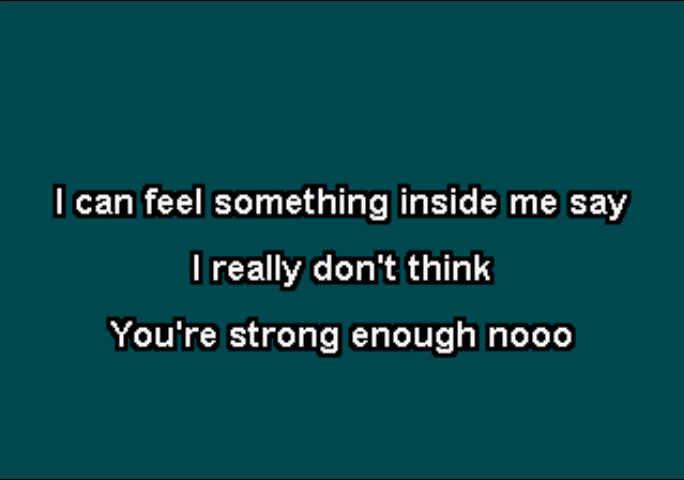 I can feel something inside me say
I really don't think
You're strong enough nooo